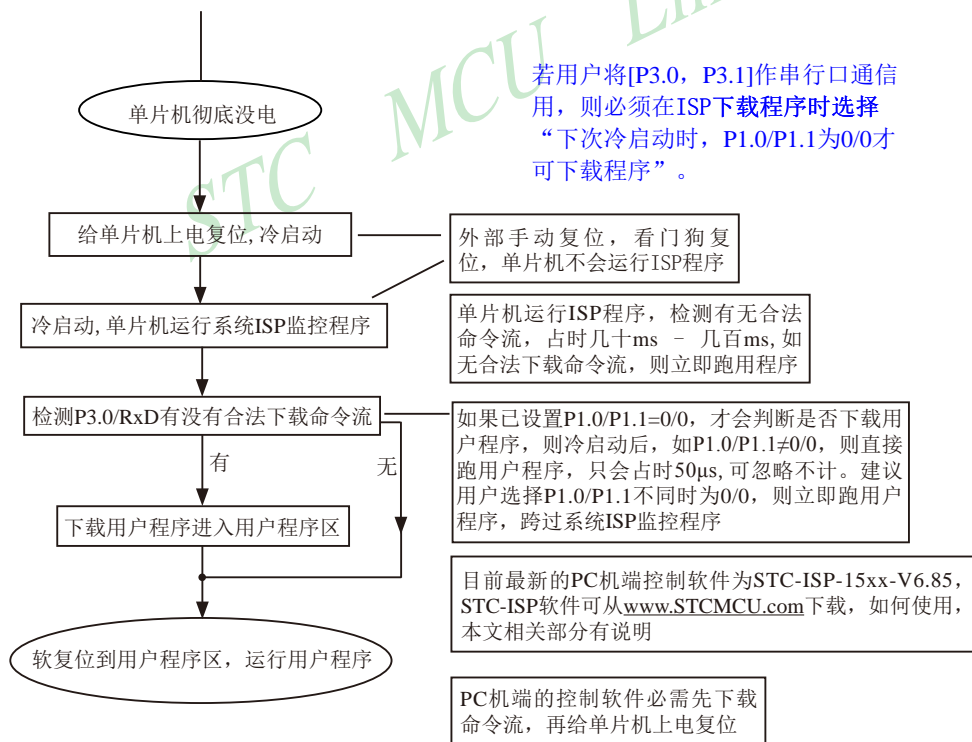 STC MCU Lim
若用户将[P3.0，P3.1]作串行口通信
用，则必须在ISP下载程序时选择
“下次冷启动时，P1.0/P1.1为0/0才
可下载程序”。
单片机彻底没电
给单片机上电复位,冷启动
外部手动复位，看门狗复
位，单片机不会运行ISP程序
冷启动,单片机运行系统ISP监控程序
单片机运行ISP程序，检测有无合法
命令流，占时几十ms - 几百ms,如
无合法下载命令流，则立即跑用程序
检测P3.0/RxD有没有合法下载命令流
如果已设置P1.0/P1.1=0/0，才会判断是否下载用
户程序，则冷启动后，如P1.0/P1.1≠0/0，则直接
跑用户程序，只会占时50μs,可忽略不计。建议
用户选择P1.0/P1.1不同时为0/0，则立即跑用户
程序，跨过系统ISP监控程序
有
无
下载用户程序进入用户程序区
目前最新的PC机端控制软件为STC-ISP-15xx-V6.85，
STC-ISP软件可从www.STCMCU.com下载，如何使用，
本文相关部分有说明
软复位到用户程序区，运行用户程序
PC机端的控制软件必需先下载
命令流，再给单片机上电复位